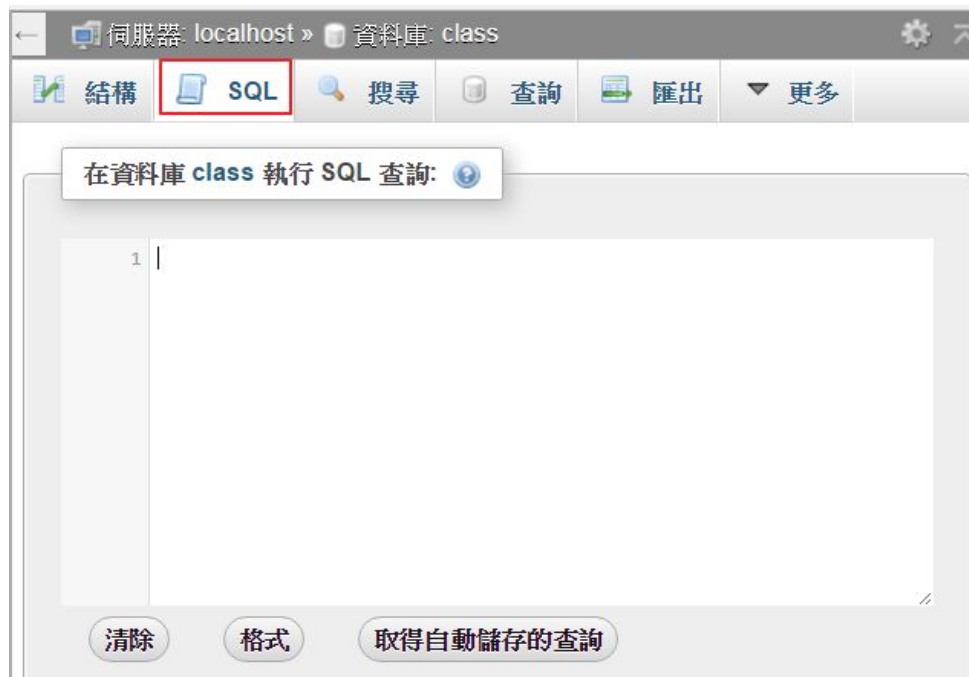 伺服器: localhost » 資料庫: class
結構 SQL 搜尋 查詢 匯出 更多
在資料庫 class 執行 SQL 查詢:
1
清除 格式 取得自動儲存的查詢